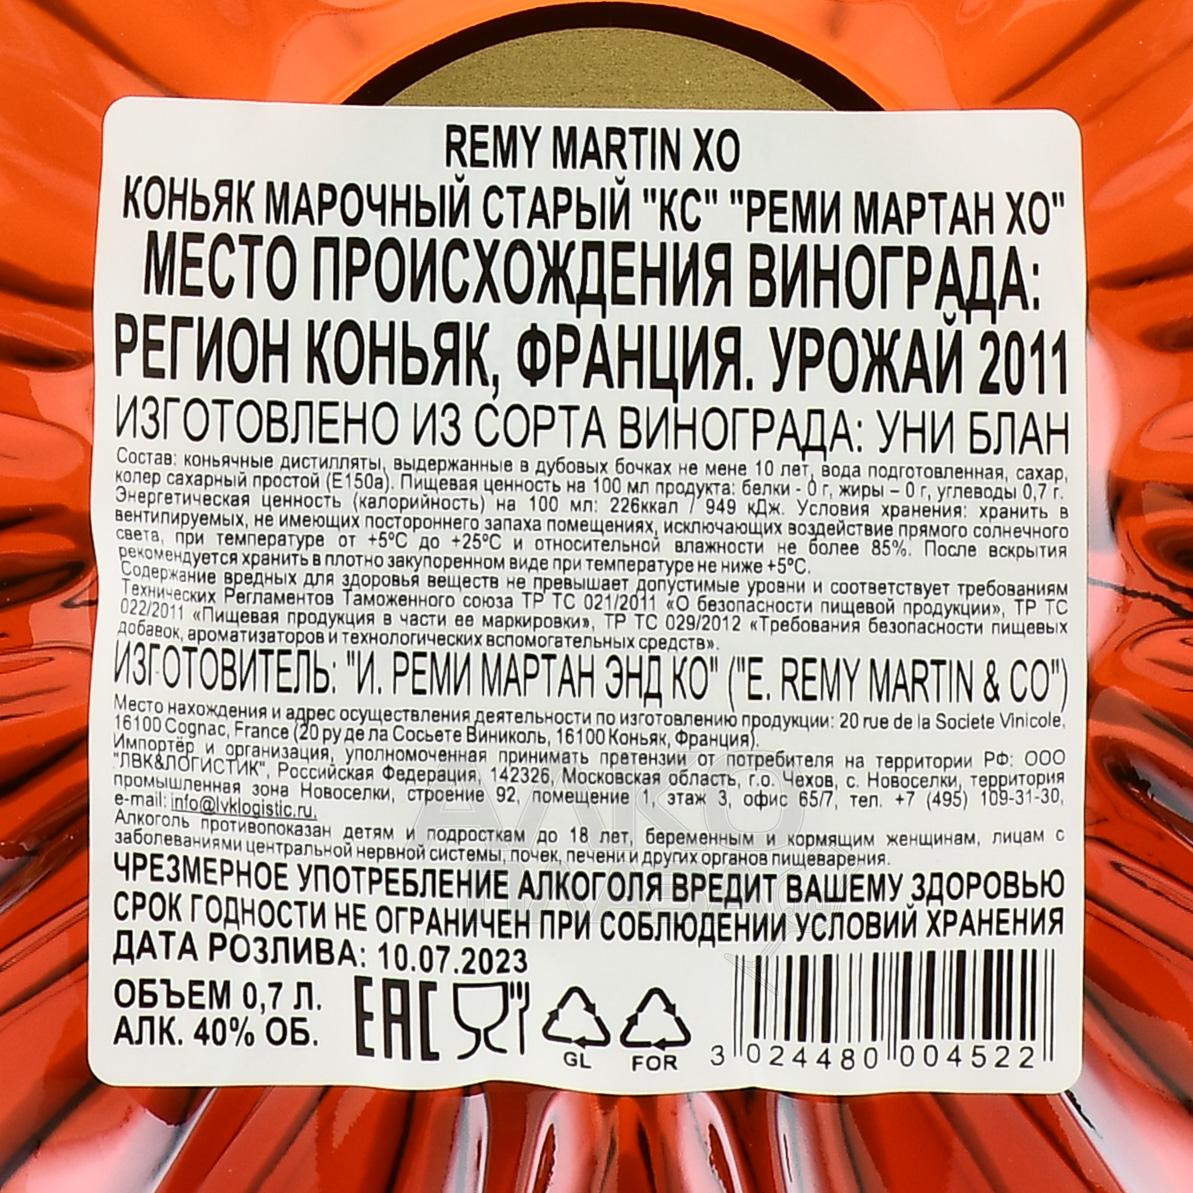 REMY MARTIN XO
КОНЬЯК МАРОЧНЫЙ СТАРЫЙ "КС" "РЕМИ МАРТАН ХО"
МЕСТО ПРОИСХОЖДЕНИЯ ВИНОГРАДА:
РЕГИОН КОНЬЯК, ФРАНЦИЯ. УРОЖАЙ 2011
ИЗГОТОВЛЕНО ИЗ СОРТА ВИНОГРАДА: УНИ БЛАН
Состав: коньячные дистилляты, выдержанные в дубовых бочках не мене 10 лет, вода подготовленная, сахар,
колер сахарный простой (Е150а). Пищевая ценность на 100 мл продукта: белки - 0 г, жиры – 0 г, углеводы 0,7 г.
Энергетическая ценность (калорийность) на 100 мл: 226ккал / 949 кДж. Условия хранения: хранить в
вентилируемых, не имеющих постороннего запаха помещениях, исключающих воздействие прямого солнечного
света, при температуре от +5°С до +25°С и относительной влажности не более 85%. После вскрытия
рекомендуется хранить в плотно закупоренном виде при температуре не ниже +5°С.
Содержание вредных для здоровья веществ не превышает допустимые уровни и соответствует требованиям
Технических Регламентов Таможенного союза ТР ТС 021/2011 «О безопасности пищевой продукции», ТР ТС
022/2011 «Пищевая продукция в части ее маркировки», ТР ТС 029/2012 «Требования безопасности пищевых
добавок, ароматизаторов и технологических вспомогательных средств».
ИЗГОТОВИТЕЛЬ: "И. РЕМИ МАРТАН ЭНД КО" ("E. REMY MARTIN & CO")
Место нахождения и адрес осуществления деятельности по изготовлению продукции: 20 rue de la Societe Vinicole,
16100 Cognac, France (20 ру де ла Сосьете Виниколь, 16100 Коньяк, Франция).
Импортёр и организация, уполномоченная принимать претензии от потребителя на территории РФ: ООО
"ЛВК&ЛОГИСТИК", Российская Федерация, 142326, Московская область, г.о. Чехов, с. Новоселки, территория
промышленная зона Новоселки, строение 92, помещение 1, этаж 3, офис 65/7, тел. +7 (495) 109-31-30,
e-mail: info@lvklogistic.ru.
Алкоголь противопоказан детям и подросткам до 18 лет, беременным и кормящим женщинам, лицам с
заболеваниями центральной нервной системы, почек, печени и других органов пищеварения.
ЧРЕЗМЕРНОЕ УПОТРЕБЛЕНИЕ АЛКОГОЛЯ ВРЕДИТ ВАШЕМУ ЗДОРОВЬЮ
СРОК ГОДНОСТИ НЕ ОГРАНИЧЕН ПРИ СОБЛЮДЕНИИ УСЛОВИЙ ХРАНЕНИЯ
ДАТА РОЗЛИВА: 10.07.2023
ОБЪЕМ 0,7 Л.
АЛК. 40% ОБ.
EAC
GL
FOR
3 024480 004522